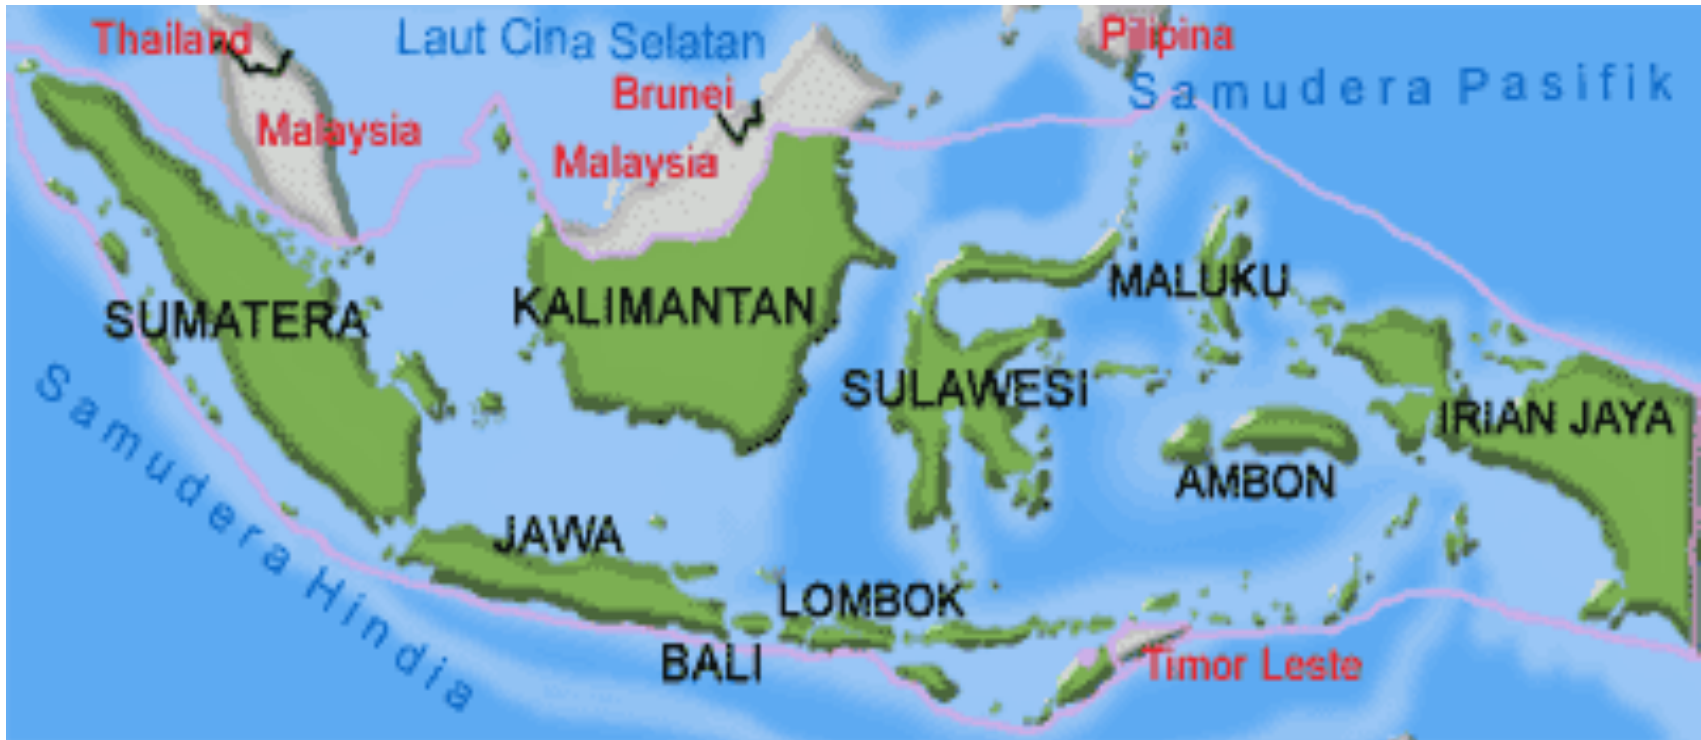 Thailand
Laut Cina Selatan
Pilipina
Samudera Pasifik
Brunei
Malaysia
Malaysia
MALUKU
KALIMANTAN
SUMATERA
SULAWESI
IRIAN JAYA
AMBON
Samudera Hindia
JAWA
LOMBOK
BALI
Timor Leste